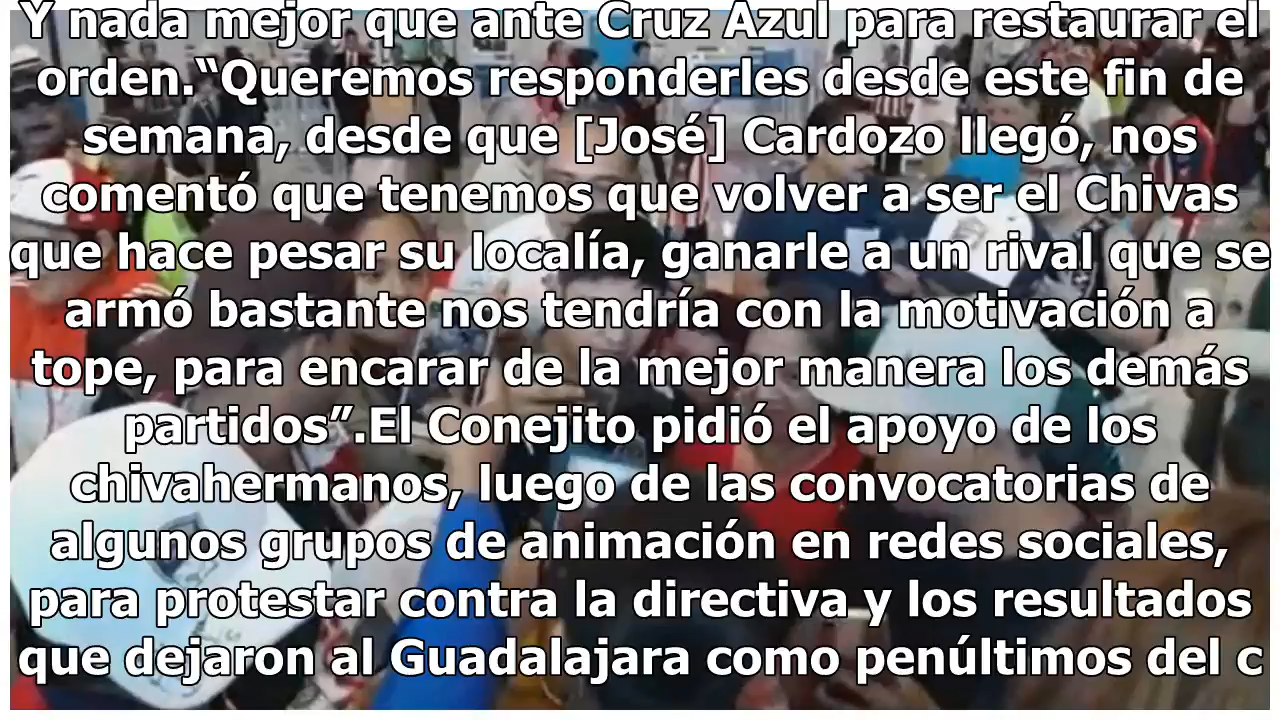 Y nada mejor que ante Cruz Azul para restaurar el
orden.“Queremos responderles desde este fin de
semana, desde que [José] Cardozo llegó, nos
comentó que tenemos que volver a ser el Chivas
que hace pesar su localía, ganarle a un rival que se
armó bastante nos tendría con la motivación a
tope, para encarar de la mejor manera los demás
partidos”.El Conejito pidió el apoyo de los
chivahermanos, luego de las convocatorias de
algunos grupos de animación en redes sociales,
para protestar contra la directiva y los resultados
que dejaron al Guadalajara como penúltimos del c